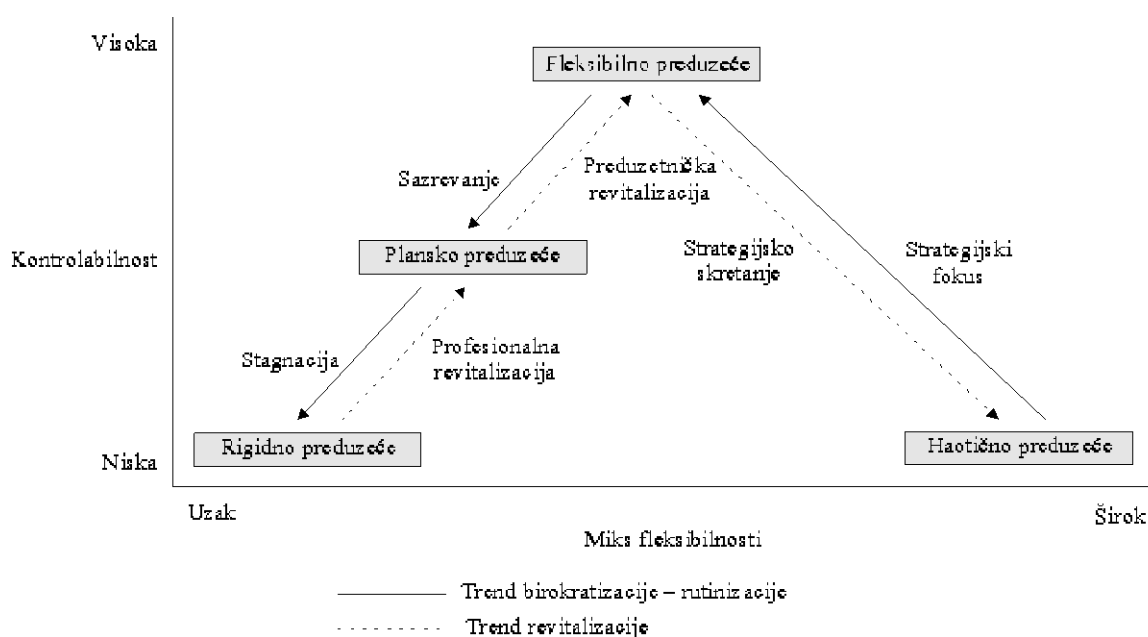 Visoka
Fleksibilno preduzeće
Sazrevanje
Preduzetnička
revitalizacija
Kontrolabilnost
Plansko preduzeće
Strategijsko
skretanje
Strategijski
fokus
Stagnacija
Profesionalna
revitalizacija
Niska
Rigidno preduzeće
Haotično preduzeće
Uzak
Širok
Miks fleksibilnosti
Trend birokratizacije – rutinizacije
Trend revitalizacije